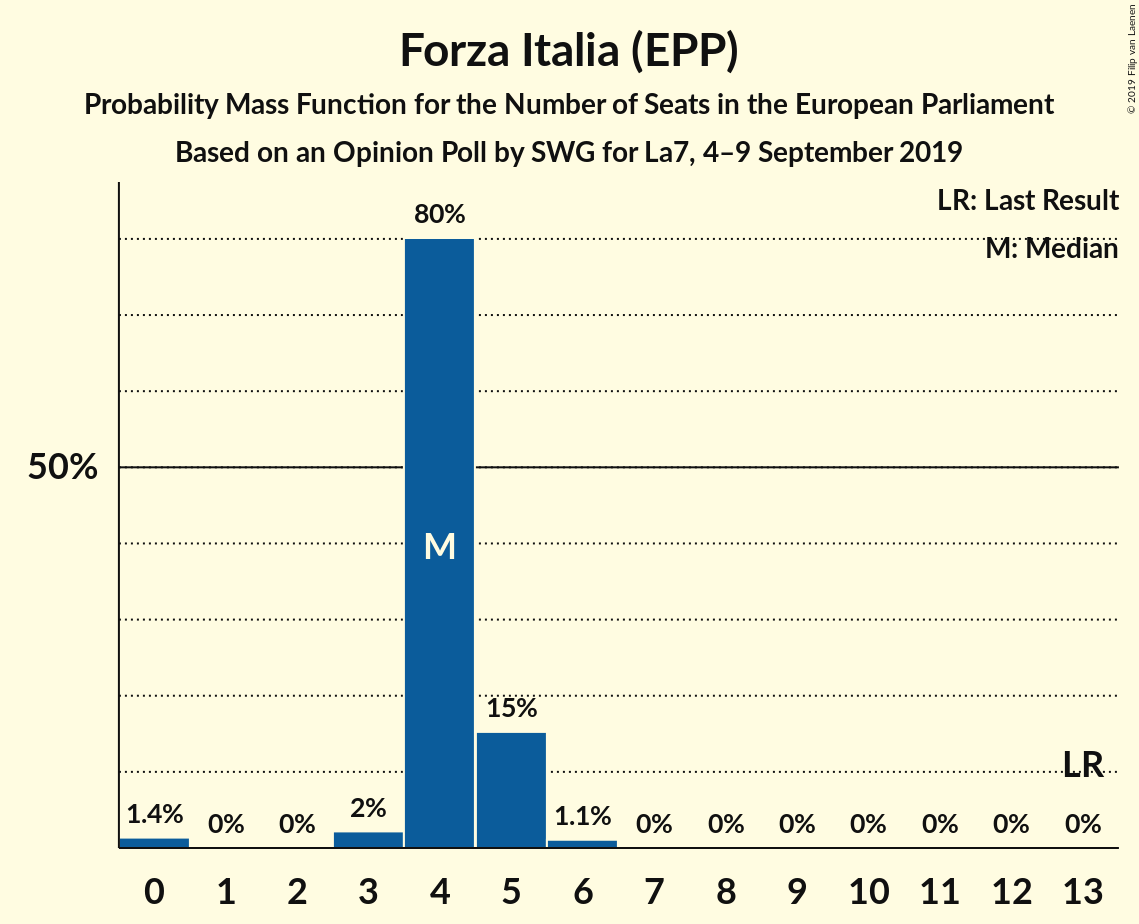 Forza Italia (EPP)
Probability Mass Function for the Number of Seats in the European Parliament
Based on an Opinion Poll by SWG for La7, 4–9 September 2019
© 2019 Filip van Laenen
LR: Last Result
M: Median
80%
50%
M
15%
LR
1.4%
0%
0%
2%
1.1%
0%
0%
0%
0%
0%
0%
0%
0 1 2 3 4 5 6 7 8 9 10 11 12 13